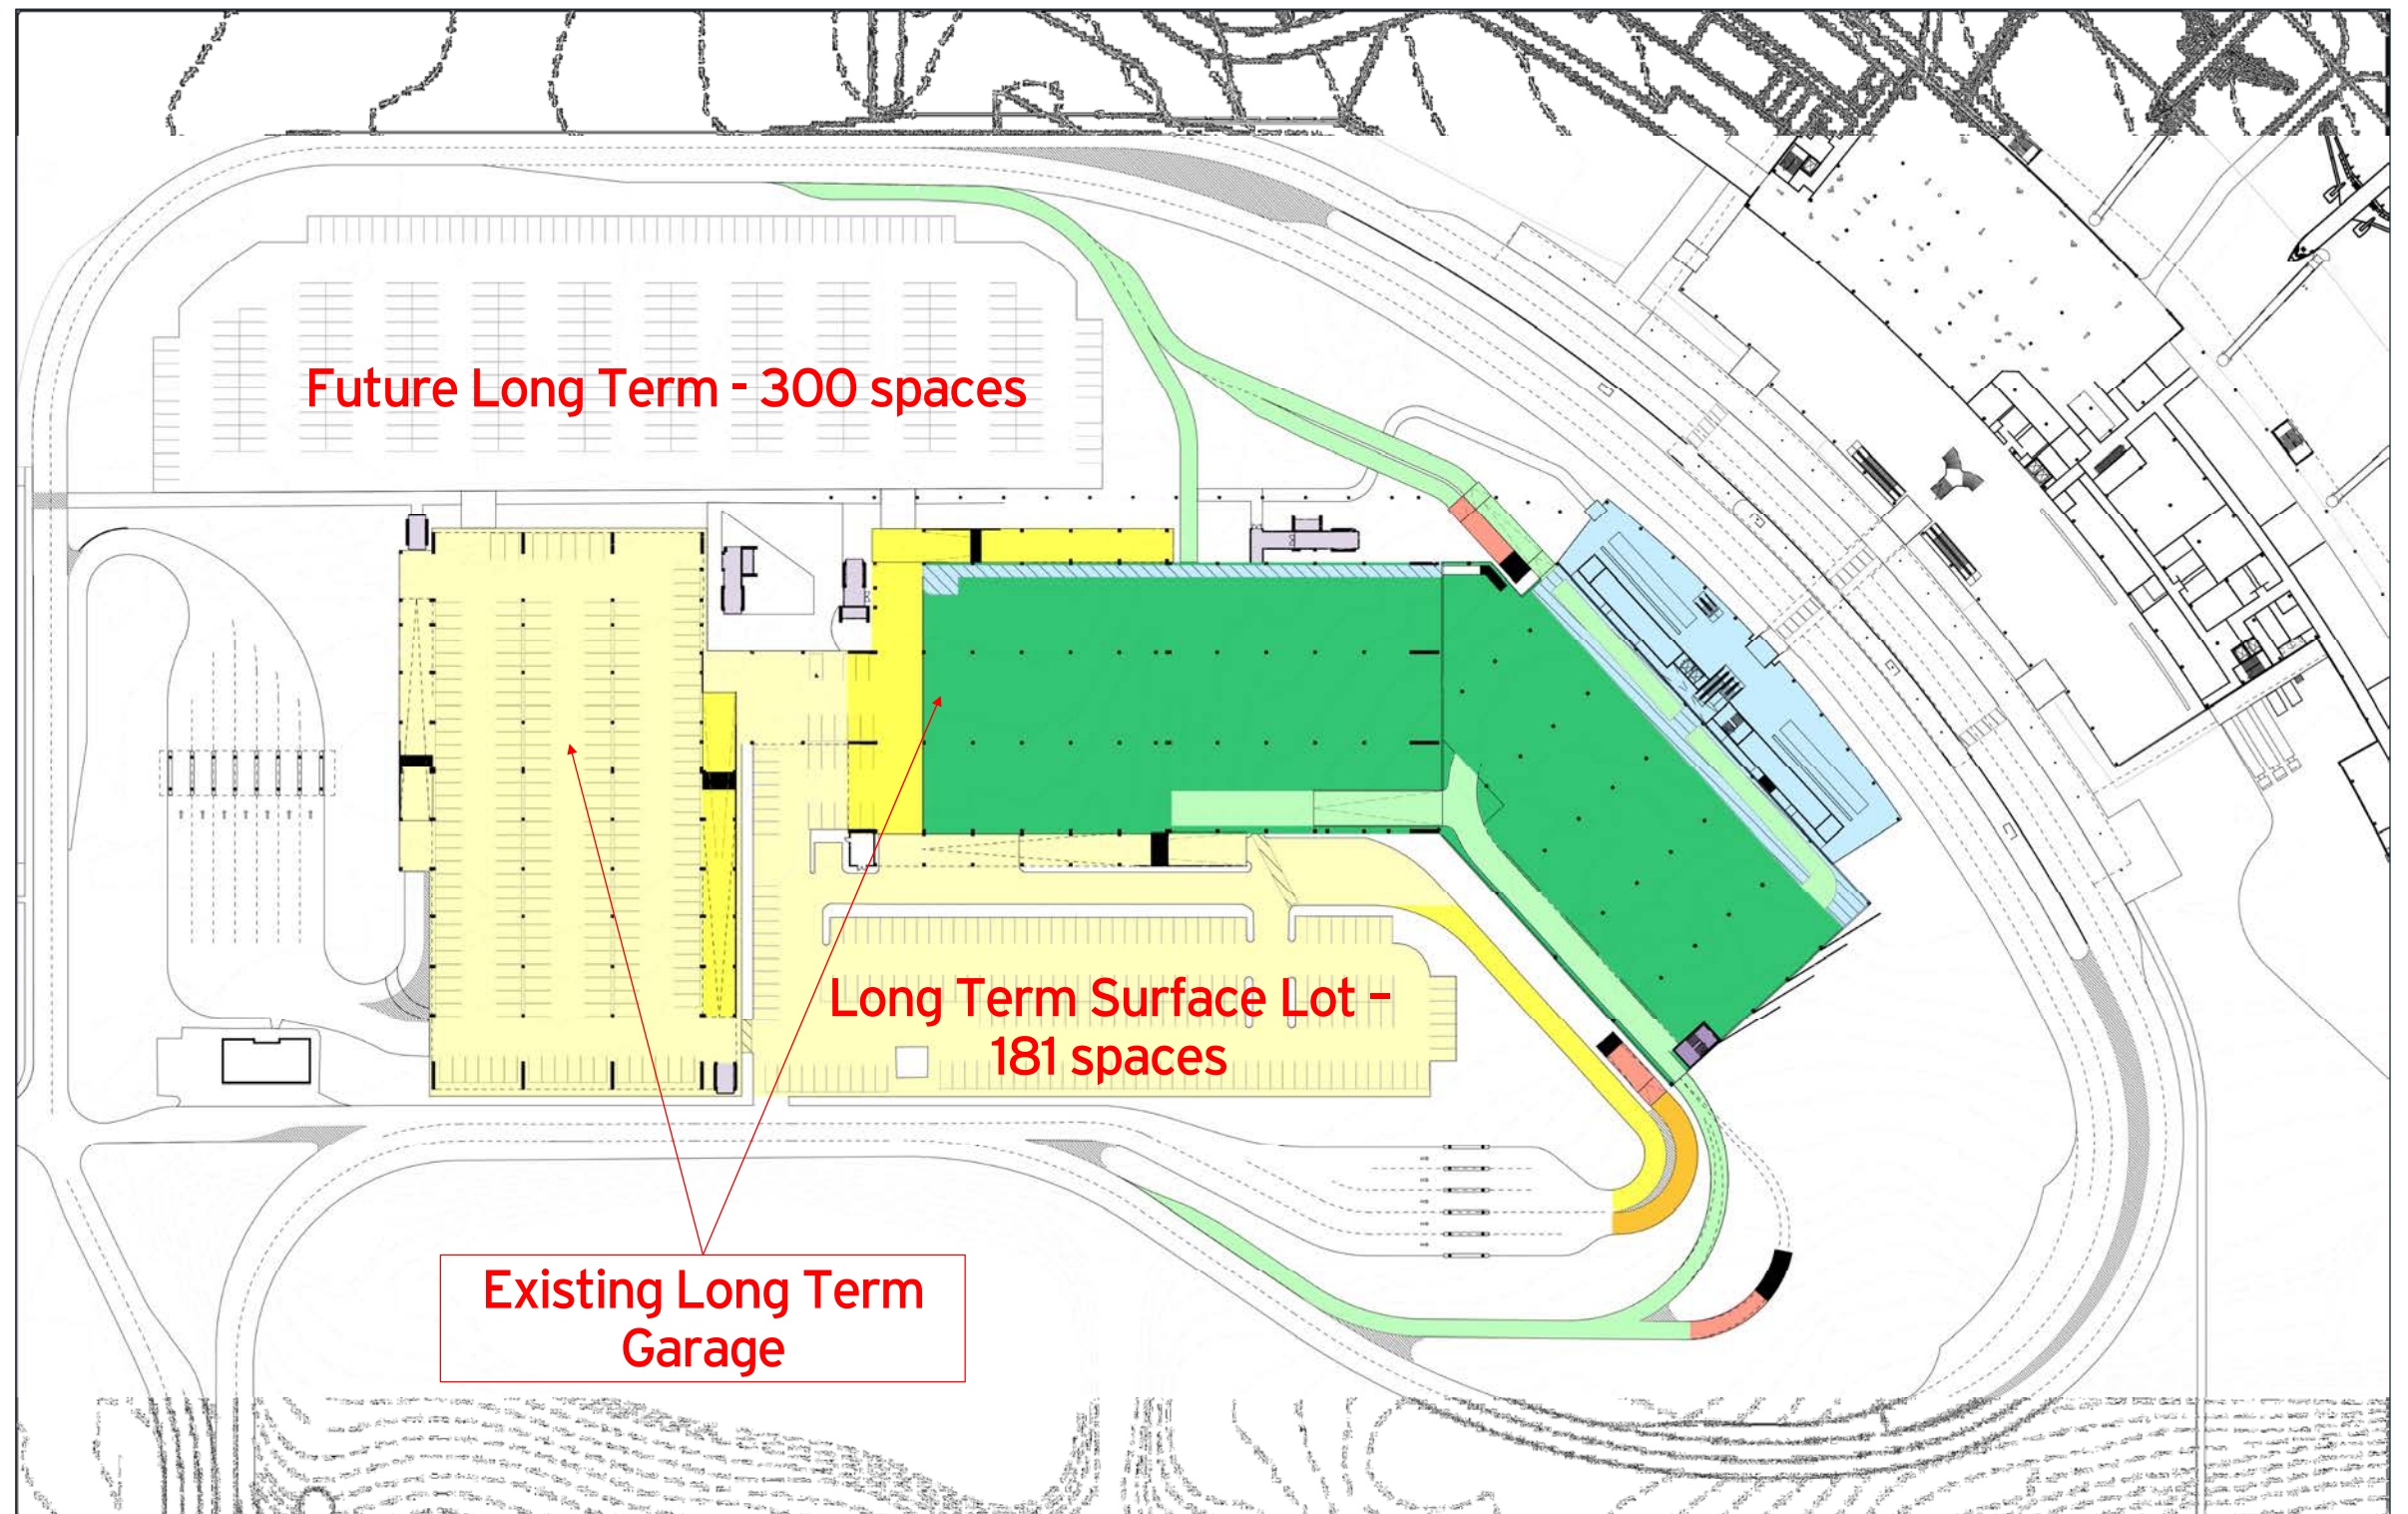 Future Long Term - 300 spaces
Long Term Surface Lot –
181 spaces
Existing Long Term
Garage